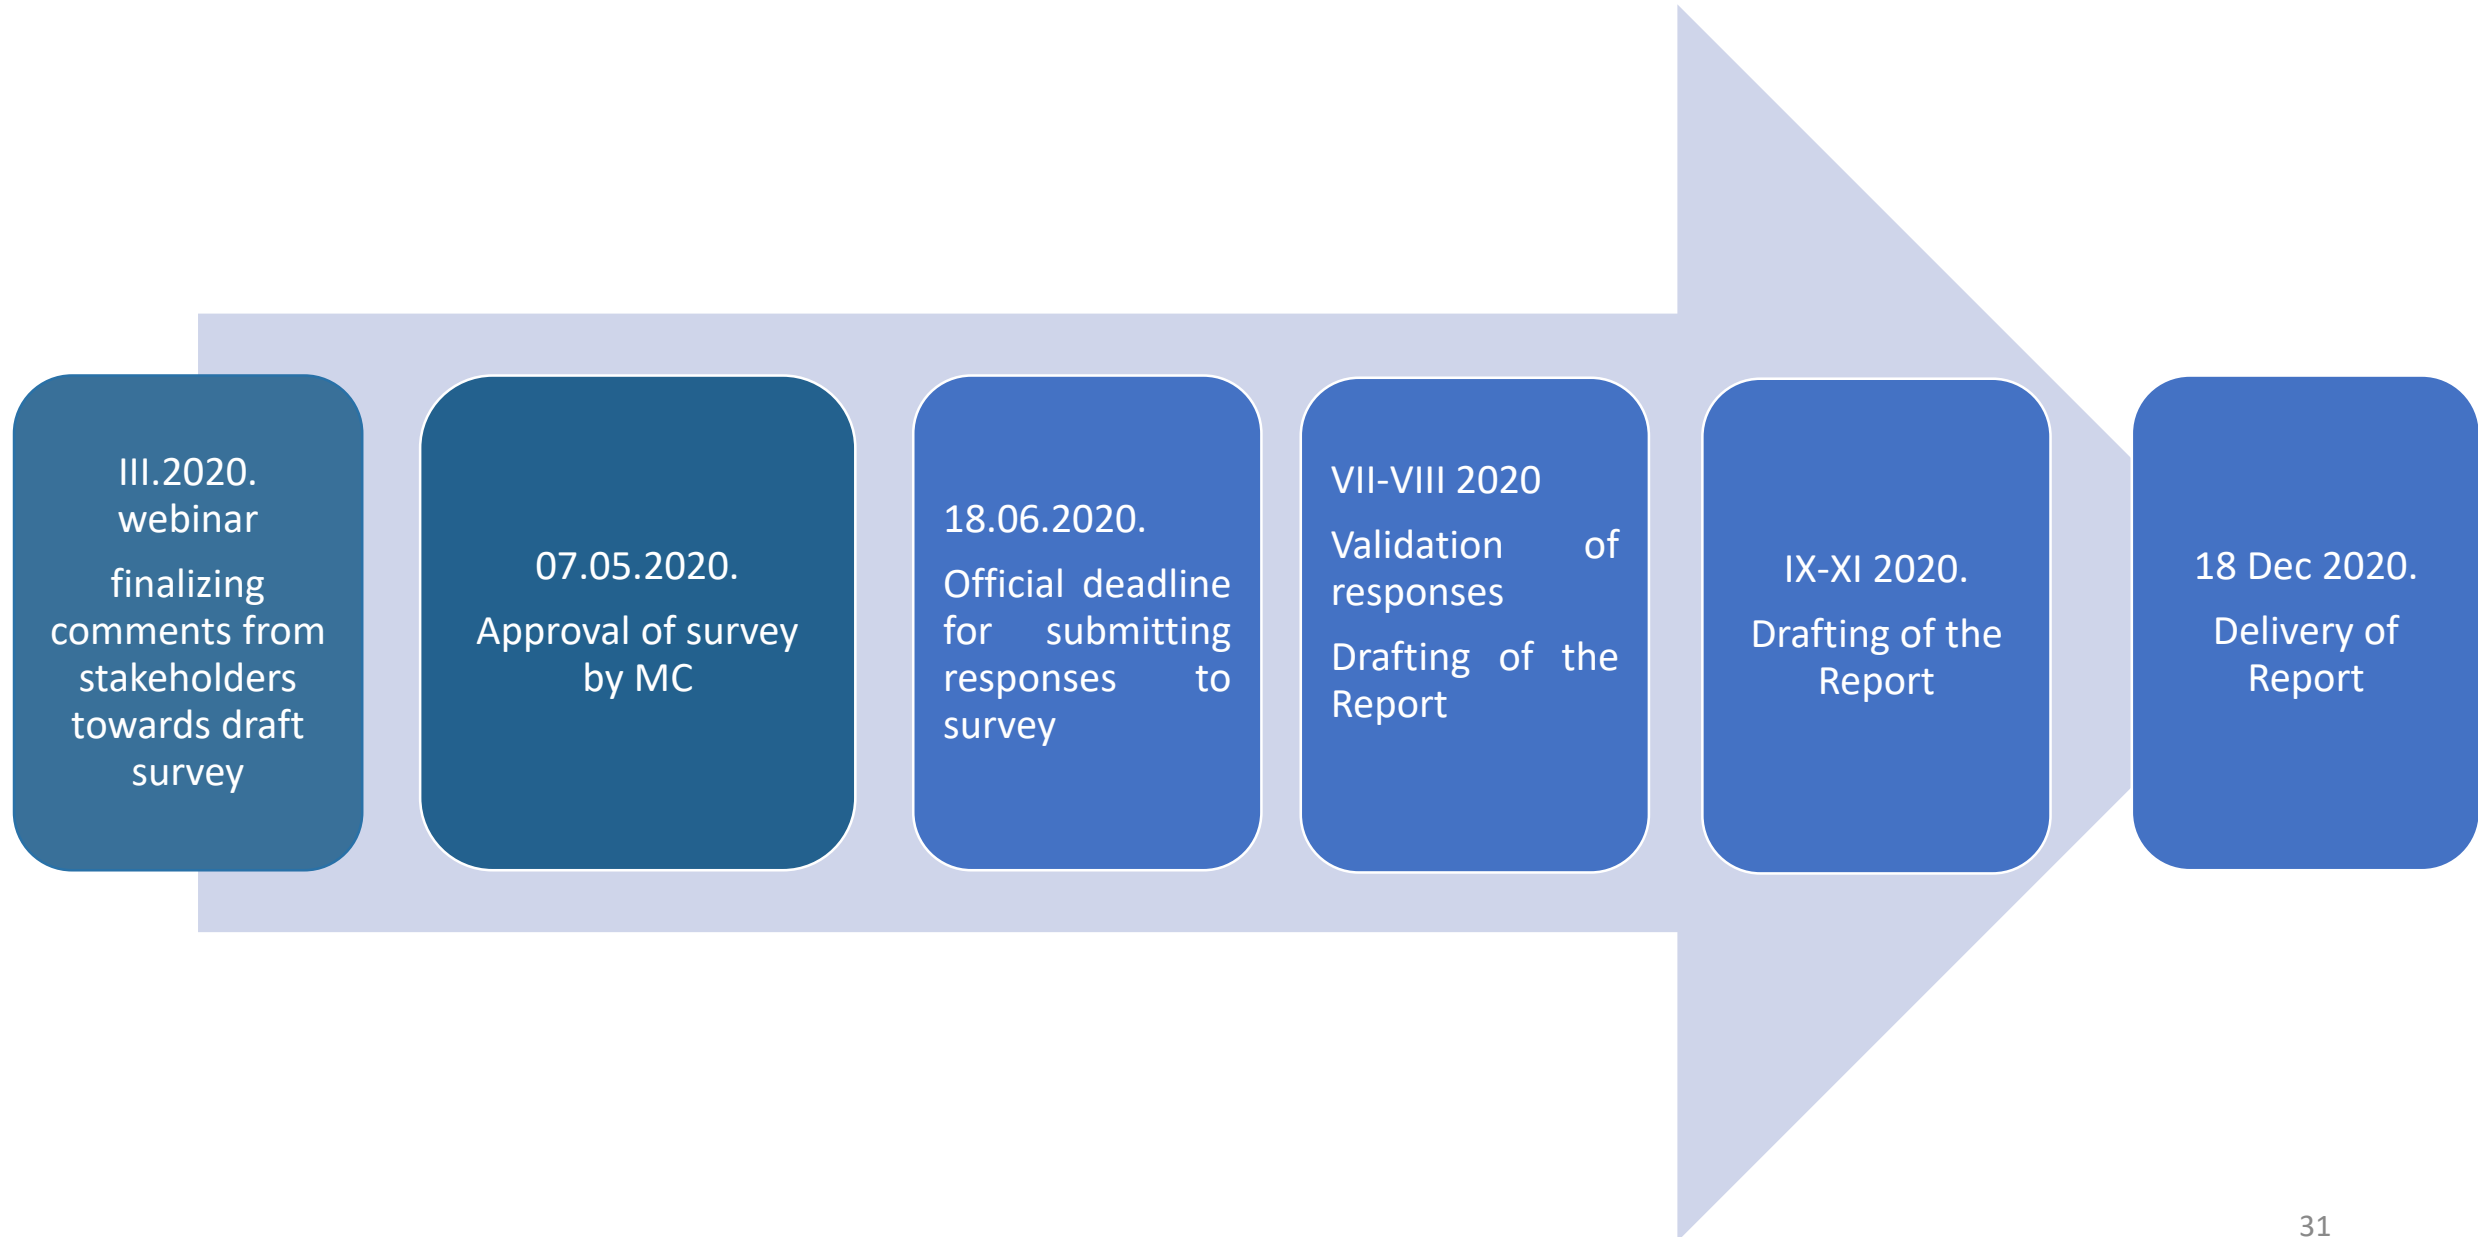 III.2020.
webinar
finalizing
comments from
stakeholders
towards draft
survey
07.05.2020.
Approval of survey
by MC
18.06.2020.
Official deadline
for submitting
responses to
survey
VII-VIII 2020
Validation of
responses
Drafting of the
Report
IX-XI 2020.
Drafting of the
Report
18 Dec 2020.
Delivery of
Report
31